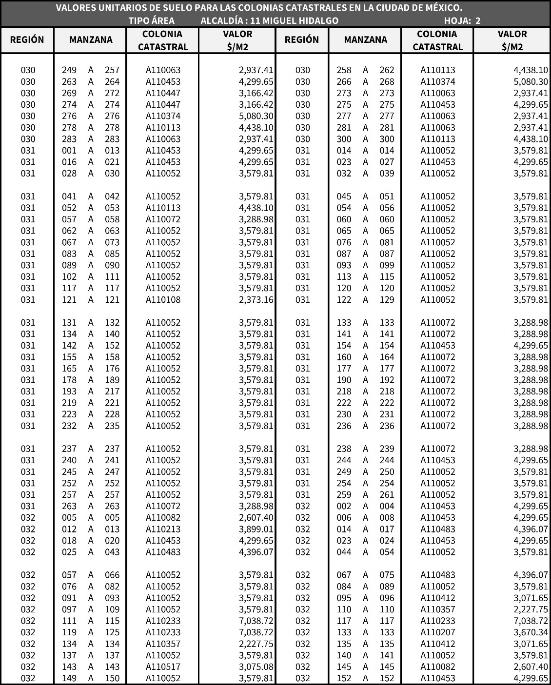 VALORES UNITARIOS DE SUELO PARA LAS COLONIAS CATASTRALES EN LA CIUDAD DE MÉXICO.
TIPO ÁREA ALCALDÍA : 11 MIGUEL HIDALGO HOJA: 2
REGIÓN MANZANA COLONIA CATASTRAL VALOR $/M2 REGIÓN MANZANA COLONIA CATASTRAL VALOR $/M2
030 249 A 257 A110063 2,937.41 030 258 A 262 A110113 4,438.10
030 263 A 264 A110453 4,299.65 030 266 A 268 A110374 5,080.30
030 269 A 272 A110447 3,166.42 030 273 A 273 A110063 2,937.41
030 274 A 274 A110447 3,166.42 030 275 A 275 A110453 4,299.65
030 276 A 276 A110374 5,080.30 030 277 A 277 A110063 2,937.41
030 278 A 278 A110113 4,438.10 030 281 A 281 A110063 2,937.41
030 283 A 283 A110063 2,937.41 030 300 A 300 A110113 4,438.10
031 001 A 013 A110453 4,299.65 031 014 A 014 A110052 3,579.81
031 016 A 021 A110453 4,299.65 031 023 A 027 A110453 4,299.65
031 028 A 030 A110052 3,579.81 031 032 A 039 A110052 3,579.81
031 041 A 042 A110052 3,579.81 031 045 A 051 A110052 3,579.81
031 052 A 053 A110113 4,438.10 031 054 A 056 A110052 3,579.81
031 057 A 058 A110072 3,288.98 031 060 A 060 A110052 3,579.81
031 062 A 063 A110052 3,579.81 031 065 A 065 A110052 3,579.81
031 067 A 073 A110052 3,579.81 031 076 A 081 A110052 3,579.81
031 083 A 085 A110052 3,579.81 031 087 A 087 A110052 3,579.81
031 089 A 090 A110052 3,579.81 031 093 A 099 A110052 3,579.81
031 102 A 111 A110052 3,579.81 031 113 A 115 A110052 3,579.81
031 117 A 117 A110052 3,579.81 031 120 A 120 A110052 3,579.81
031 121 A 121 A110108 2,373.16 031 122 A 129 A110052 3,579.81
031 131 A 132 A110052 3,579.81 031 133 A 133 A110072 3,288.98
031 134 A 140 A110052 3,579.81 031 141 A 141 A110072 3,288.98
031 142 A 152 A110052 3,579.81 031 154 A 154 A110453 4,299.65
031 155 A 158 A110052 3,579.81 031 160 A 164 A110072 3,288.98
031 165 A 176 A110052 3,579.81 031 177 A 177 A110072 3,288.98
031 178 A 189 A110052 3,579.81 031 190 A 192 A110072 3,288.98
031 193 A 217 A110052 3,579.81 031 218 A 218 A110072 3,288.98
031 219 A 221 A110052 3,579.81 031 222 A 222 A110072 3,288.98
031 223 A 228 A110052 3,579.81 031 230 A 231 A110072 3,288.98
031 232 A 235 A110052 3,579.81 031 236 A 236 A110072 3,288.98
031 237 A 237 A110052 3,579.81 031 238 A 239 A110072 3,288.98
031 240 A 241 A110052 3,579.81 031 244 A 244 A110453 4,299.65
031 245 A 247 A110052 3,579.81 031 249 A 250 A110052 3,579.81
031 252 A 252 A110052 3,579.81 031 254 A 254 A110052 3,579.81
031 257 A 257 A110052 3,579.81 031 259 A 261 A110052 3,579.81
031 263 A 263 A110072 3,288.98 032 002 A 004 A110453 4,299.65
032 005 A 005 A110082 2,607.40 032 006 A 008 A110453 4,299.65
032 012 A 013 A110213 3,899.01 032 014 A 017 A110483 4,396.07
032 018 A 020 A110453 4,299.65 032 023 A 024 A110453 4,299.65
032 025 A 043 A110483 4,396.07 032 044 A 054 A110052 3,579.81
032 057 A 066 A110052 3,579.81 032 067 A 075 A110483 4,396.07
032 076 A 082 A110052 3,579.81 032 084 A 089 A110052 3,579.81
032 091 A 093 A110052 3,579.81 032 095 A 096 A110412 3,071.65
032 097 A 109 A110052 3,579.81 032 110 A 110 A110357 2,227.75
032 111 A 115 A110233 7,038.72 032 117 A 117 A110233 7,038.72
032 119 A 125 A110233 7,038.72 032 133 A 133 A110207 3,670.34
032 134 A 134 A110357 2,227.75 032 135 A 135 A110412 3,071.65
032 137 A 137 A110052 3,579.81 032 140 A 141 A110052 3,579.81
032 143 A 143 A110517 3,075.08 032 145 A 145 A110082 2,607.40
032 149 A 150 A110052 3,579.81 032 152 A 152 A110453 4,299.65